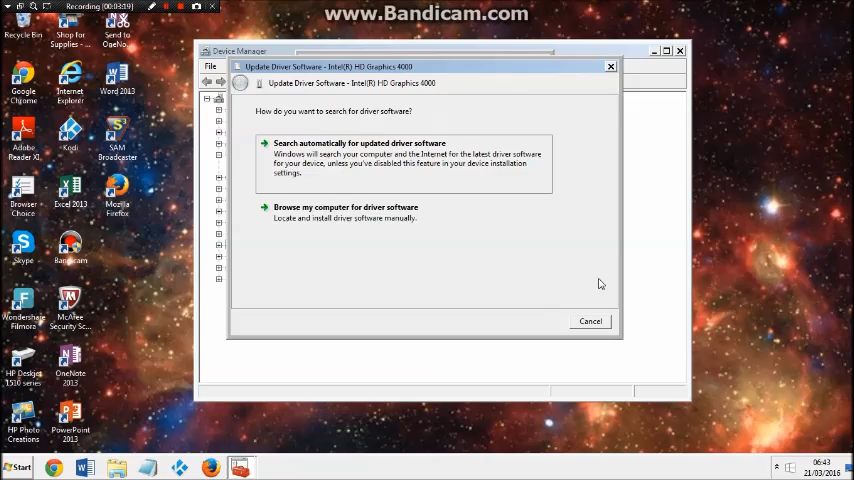 Recording [00:03:19]
www.Bandicam.com
Recycle Bin
Shop for
Supplies - ...
Send to
OneNo...
Google
Chrome
Internet
Explorer
Word 2013
Adobe
Reader XI
Kodi
SAM
Broadcaster
Browser
Choice
Excel 2013
Mozilla
Firefox
Skype
Bandicam
Wondershare
Filmora
McAfee
Security Sc...
HP Deskjet
1510 series
OneNote
2013
HP Photo
Creations
PowerPoint
2013
Device Manager
File
Update Driver Software - Intel(R) HD Graphics 4000
Update Driver Software - Intel(R) HD Graphics 4000
How do you want to search for driver software?
Search automatically for updated driver software
Windows will search your computer and the Internet for the latest driver software
for your device, unless you've disabled this feature in your device installation
settings.
Browse my computer for driver software
Locate and install driver software manually.
Cancel
Start
06:43
21/03/2016